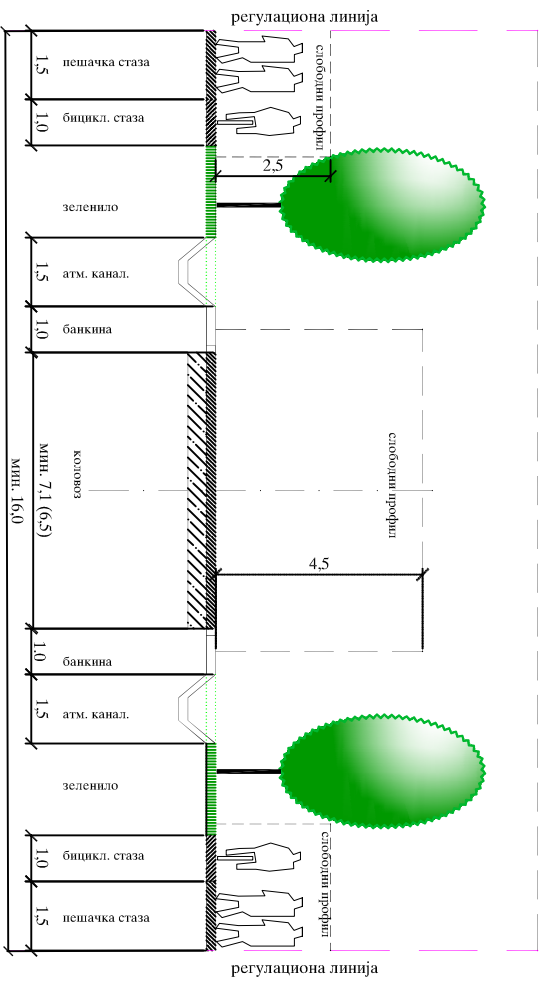 регулациона линија
1,5
пешачка стаза
слободни профил
1,0
бицикл. стаза
2,5
зеленило
1,5
атм. канал.
1,0
банкина
мин. 16,0
мин. 7,1 (6,5)
коловоз
слободни профил
4,5
1.0
банкина
1,5
атм. канал.
зеленило
1,0
бицикл. стаза
слободни профил
1,5
пешачка стаза
регулациона линија